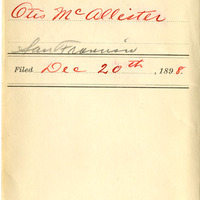 Otis McAllister
San Francisco
Filed Dec 20th, 1898.